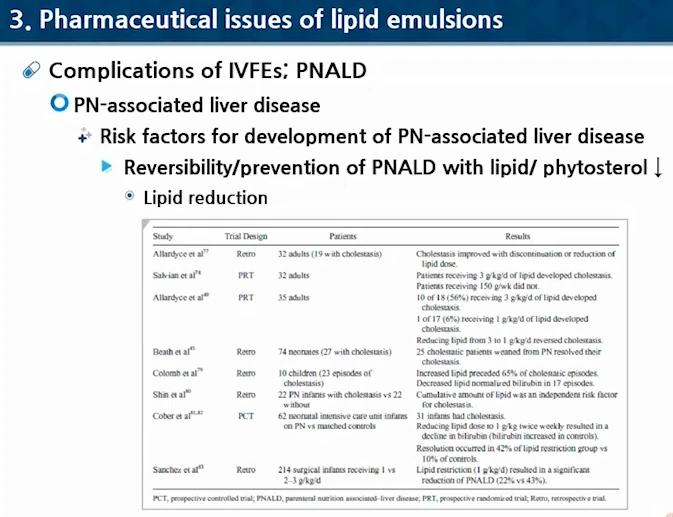 3. Pharmaceutical issues of lipid emulsions
Complications of IVFEs; PNALD
PN-associated liver disease
Risk factors for development of PN-associated liver disease
Reversibility/prevention of PNALD with lipid/ phytosterol ↓
Lipid reduction
Study Trial Design Patients Results
Allardyce et al⁷⁷ Retro 32 adults (19 with cholestasis) Cholestasis improved with discontinuation or reduction of
lipid dose.
Salvian et al⁷⁸ PRT 32 adults Patients receiving 3 g/kg/d of lipid developed cholestasis.
Patients receiving 150 g/wk did not.
Allardyce et al⁴⁹ PRT 35 adults 10 of 18 (56%) receiving 3 g/kg/d of lipid developed
cholestasis.
1 of 17 (6%) receiving 1 g/kg/d of lipid developed
cholestasis.
Reducing lipid from 3 to 1 g/kg/d reversed cholestasis.
Beath et al Retro 74 neonates (27 with cholestasis) 25 cholestatic patients weaned from PN resolved their
cholestasis.
Colomb et al⁷⁹ Retro 10 children (23 episodes of Increased lipid preceded 65% of cholestatic episodes.
cholestasis) Decreased lipid normalized bilirubin in 17 episodes.
Shin et al⁸⁰ Retro 22 PN infants with cholestasis vs 22 Cumulative amount of lipid was an independent risk factor
without for cholestasis.
Cober et al⁸¹,⁸² PCT 62 neonatal intensive care unit infants 31 infants had cholestasis.
on PN vs matched controls Reducing lipid dose to 1 g/kg twice weekly resulted in a
decline in bilirubin (bilirubin increased in controls).
Resolution occurred in 42% of lipid restriction group vs
10% of controls.
Sanchez et al⁸³ Retro 214 surgical infants receiving 1 vs Lipid restriction (1 g/kg/d) resulted in a significant
2–3 g/kg/d reduction of PNALD (22% vs 43%).
PCT, prospective controlled trial; PNALD, parenteral nutrition associated–liver disease; PRT, prospective randomized trial; Retro, retrospective trial.